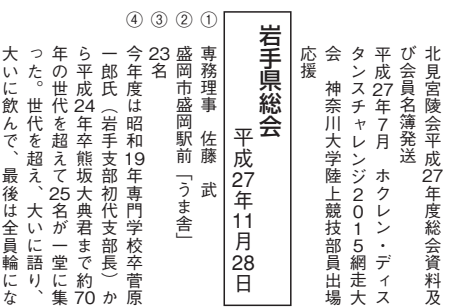 北見宮陵会平成27年度総会資料及
び会員名簿発送
平成27年7月　ホクレン・ディス
タンスチャレンジ2015網走大
会　神奈川大学陸上競技部員出場
応援
岩手県総会
平成27年11月28日
① 専務理事　佐藤　武
② 盛岡市盛岡駅前「うま舎」
③ 23名
④ 今年度は昭和19年専門学校卒菅原
一郎氏（岩手支部初代支部長）か
ら平成24年卒熊坂大典君まで約70
年の世代を超えて25名が一堂に集
った。世代を超え、大いに語り、
大いに飲んで、最後は全員輪にな